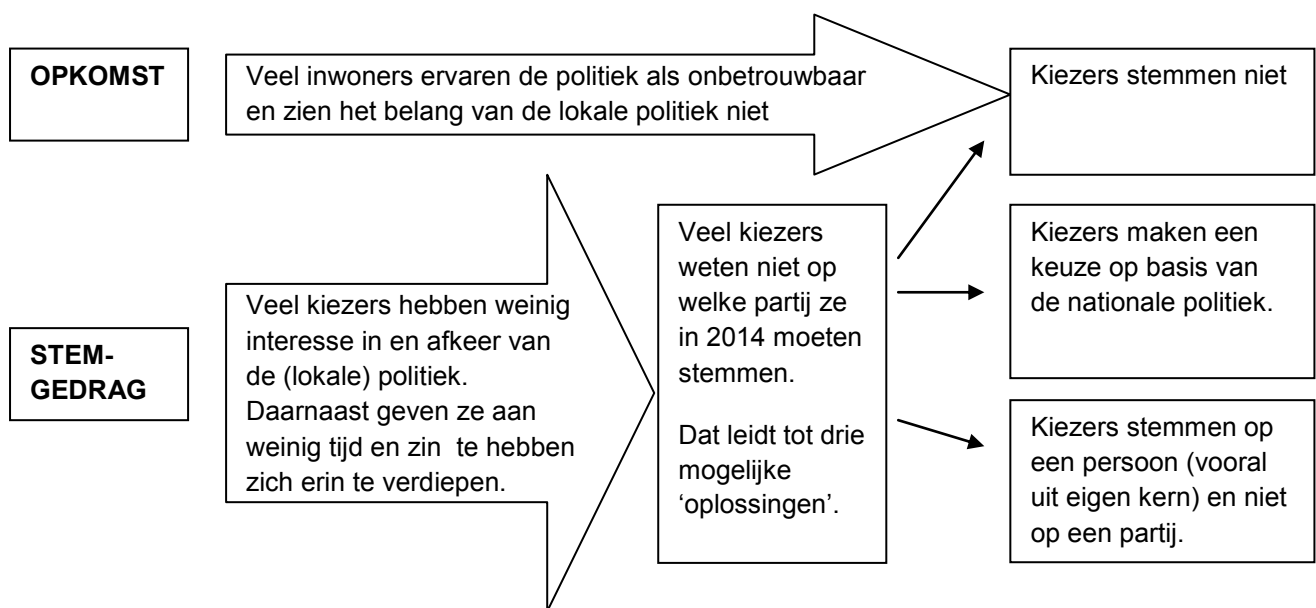 OPKOMST
Veel inwoners ervaren de politiek als onbetrouwbaar
en zien het belang van de lokale politiek niet
Kiezers stemmen niet
STEM-
GEDRAG
Veel kiezers hebben weinig
interesse in en afkeer van
de (lokale) politiek.
Daarnaast geven ze aan
weinig tijd en zin te hebben
zich erin te verdiepen.
Veel kiezers
weten niet op
welke partij ze
in 2014 moeten
stemmen.
Dat leidt tot drie
mogelijke
‘oplossingen’.
Kiezers maken een
keuze op basis van
de nationale politiek.
Kiezers stemmen op
een persoon (vooral
uit eigen kern) en niet
op een partij.